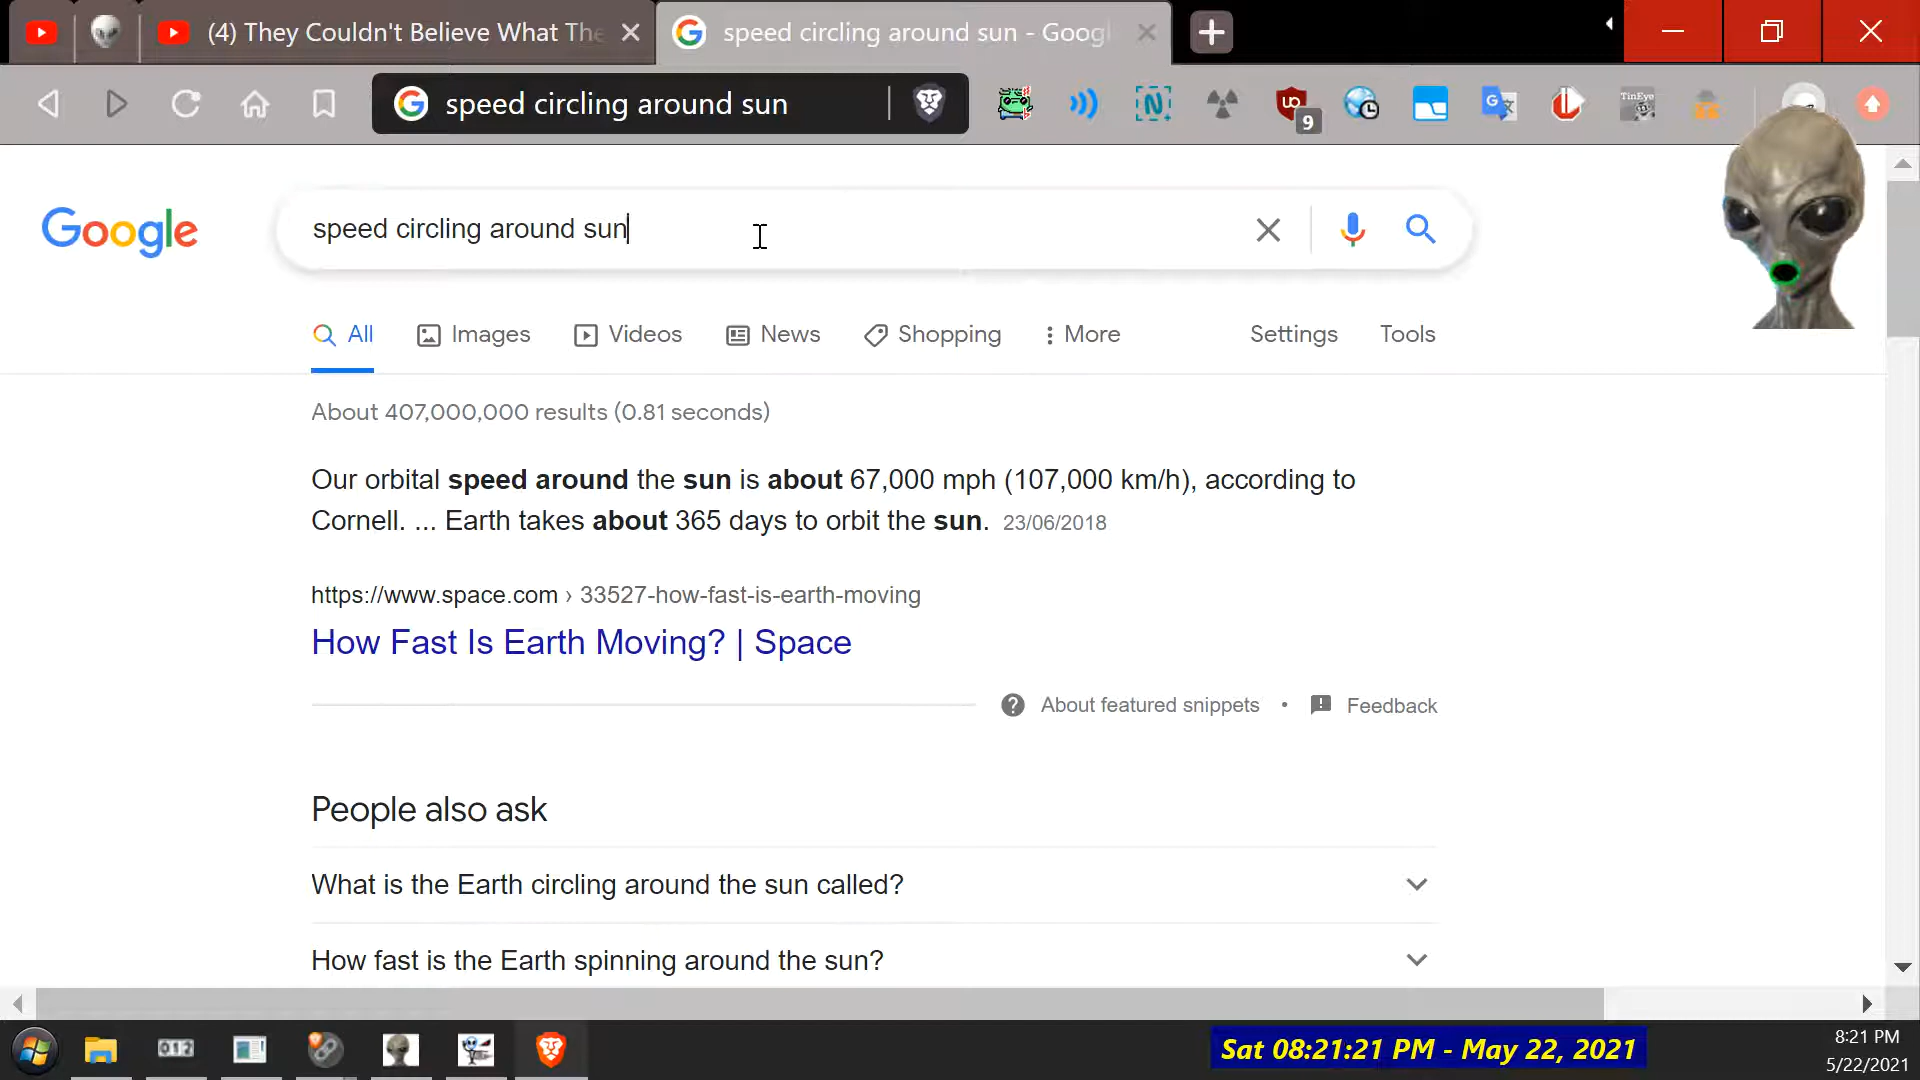 (4) They Couldn't Believe What The
speed circling around sun - Googl
speed circling around sun
9
TinEye
Google
speed circling around sun
All
Images
Videos
News
Shopping
More
Settings
Tools
About 407,000,000 results (0.81 seconds)
Our orbital speed around the sun is about 67,000 mph (107,000 km/h), according to
Cornell. ... Earth takes about 365 days to orbit the sun. 23/06/2018
https://www.space.com › 33527-how-fast-is-earth-moving
How Fast Is Earth Moving? | Space
About featured snippets • Feedback
People also ask
What is the Earth circling around the sun called?
How fast is the Earth spinning around the sun?
Sat 08:21:21 PM - May 22, 2021
8:21 PM
5/22/2021